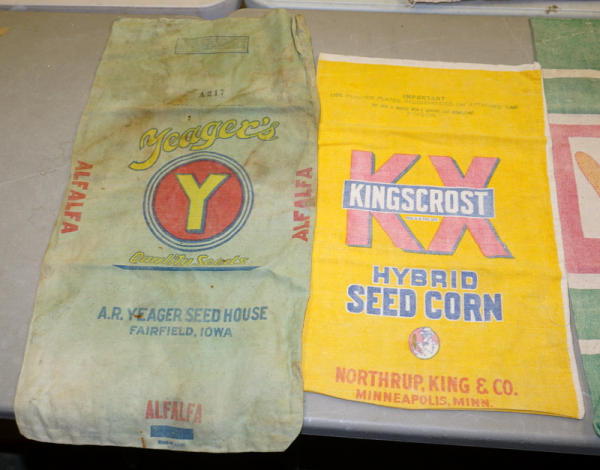 A217
Yeager's
Y
Quality Seeds
ALFALFA
ALFALFA
A.R. YEAGER SEED HOUSE
FAIRFIELD, IOWA
ALFALFA
IMPORTANT
KX
KINGSCROST
HYBRID
SEED CORN
NORTHRUP, KING & CO.
MINNEAPOLIS, MINN.